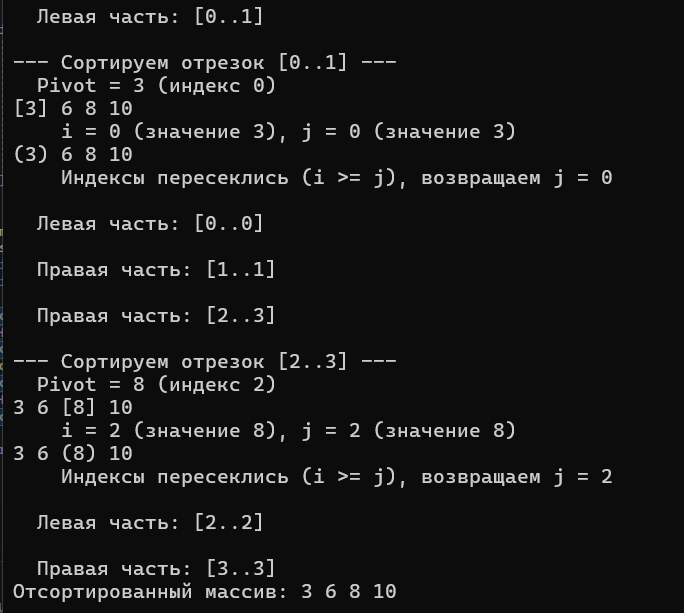 Левая часть: [0..1]
--- Сортируем отрезок [0..1] ---
Pivot = 3 (индекс 0)
[3] 6 8 10
i = 0 (значение 3), j = 0 (значение 3)
(3) 6 8 10
Индексы пересеклись (i >= j), возвращаем j = 0
Левая часть: [0..0]
Правая часть: [1..1]
Правая часть: [2..3]
--- Сортируем отрезок [2..3] ---
Pivot = 8 (индекс 2)
3 6 [8] 10
i = 2 (значение 8), j = 2 (значение 8)
3 6 (8) 10
Индексы пересеклись (i >= j), возвращаем j = 2
Левая часть: [2..2]
Правая часть: [3..3]
Отсортированный массив: 3 6 8 10